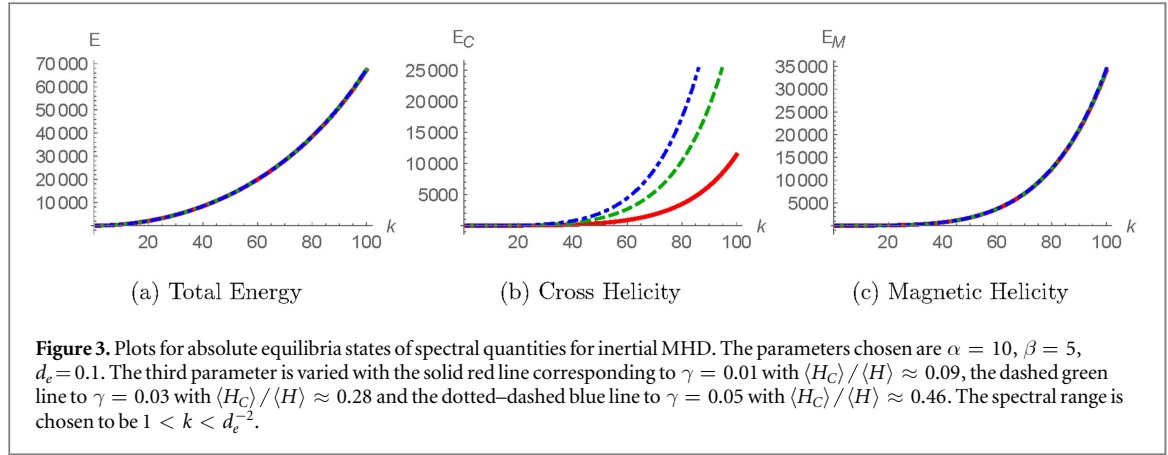 E
70 000
60 000
50 000
40 000
30 000
20 000
10 000
20 40 60 80 100 k
(a) Total Energy
E_C
25 000
20 000
15 000
10 000
5000
20 40 60 80 100 k
(b) Cross Helicity
E_M
35 000
30 000
25 000
20 000
15 000
10 000
5000
20 40 60 80 100 k
(c) Magnetic Helicity
Figure 3. Plots for absolute equilibria states of spectral quantities for inertial MHD. The parameters chosen are α = 10, β = 5,
d_e = 0.1. The third parameter is varied with the solid red line corresponding to γ = 0.01 with ⟨H_C⟩/⟨H⟩ ≈ 0.09, the dashed green
line to γ = 0.03 with ⟨H_C⟩/⟨H⟩ ≈ 0.28 and the dotted–dashed blue line to γ = 0.05 with ⟨H_C⟩/⟨H⟩ ≈ 0.46. The spectral range is
chosen to be 1 < k < d_e^{-2}.